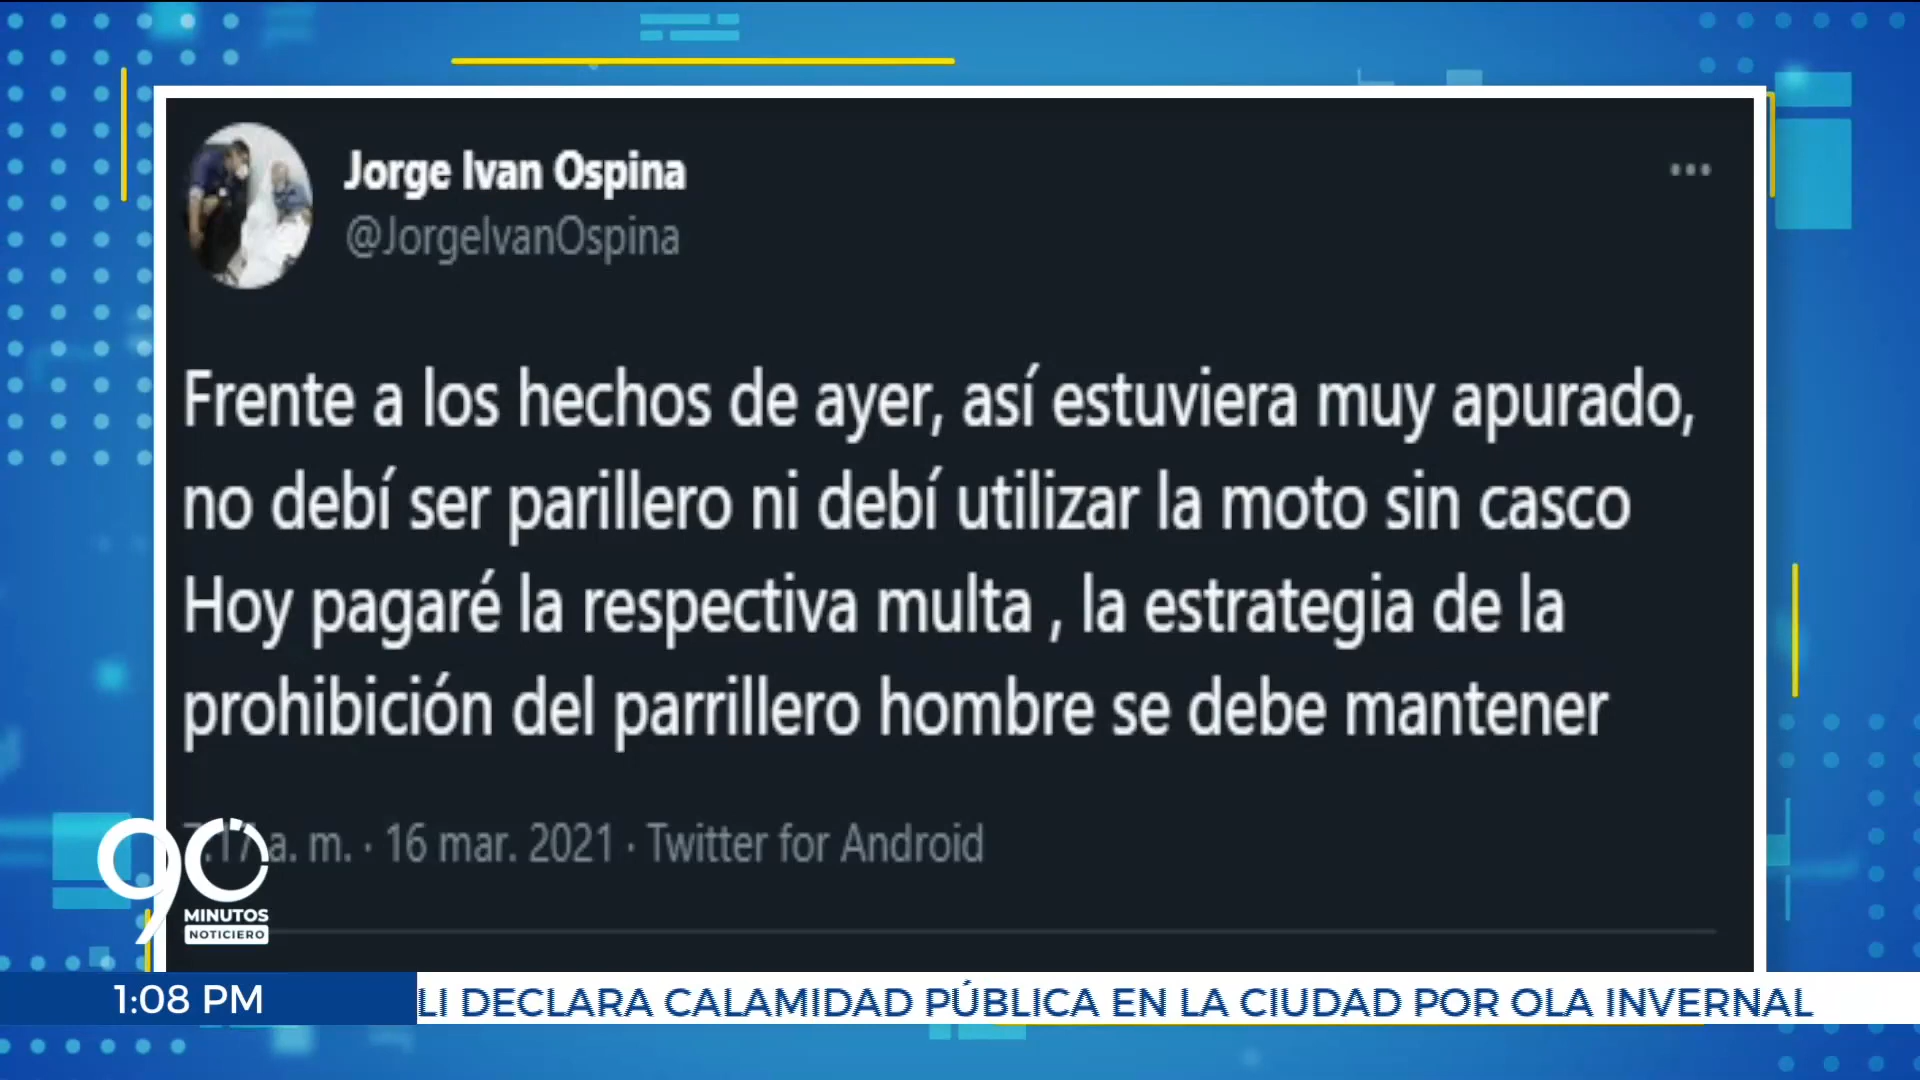 Jorge Ivan Ospina
@JorgeIvanOspina
Frente a los hechos de ayer, así estuviera muy apurado,
no debí ser parillero ni debí utilizar la moto sin casco
Hoy pagaré la respectiva multa , la estrategia de la
prohibición del parrillero hombre se debe mantener
7:17 a. m. · 16 mar. 2021 · Twitter for Android
90
MINUTOS
NOTICIERO
1:08 PM
LI DECLARA CALAMIDAD PÚBLICA EN LA CIUDAD POR OLA INVERNAL